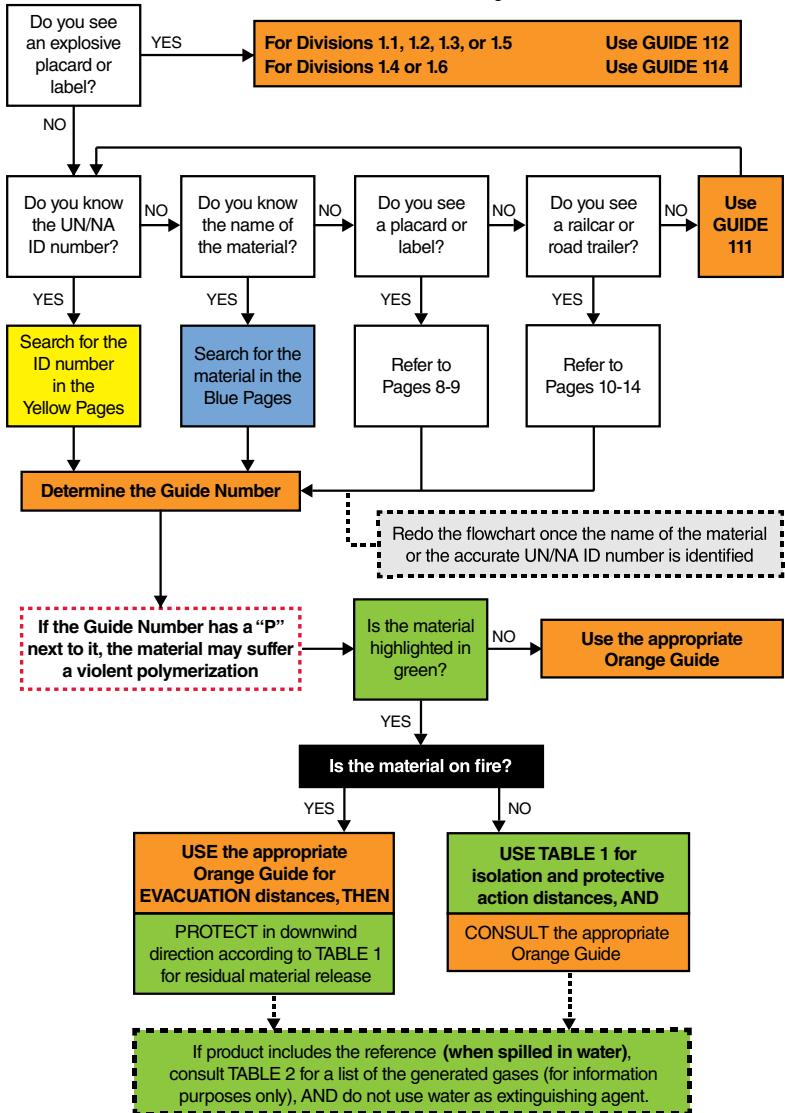 Do you see
an explosive
placard or
label?
YES
For Divisions 1.1, 1.2, 1.3, or 1.5 Use GUIDE 112
For Divisions 1.4 or 1.6 Use GUIDE 114
NO
Do you know
the UN/NA
ID number?
NO
Do you know
the name of
the material?
NO
Do you see
a placard or
label?
NO
Do you see
a railcar or
road trailer?
NO
Use
GUIDE
111
YES
YES
YES
YES
Search for the
ID number
in the
Yellow Pages
Search for the
material in the
Blue Pages
Refer to
Pages 8-9
Refer to
Pages 10-14
Determine the Guide Number
Redo the flowchart once the name of the material
or the accurate UN/NA ID number is identified
If the Guide Number has a “P”
next to it, the material may suffer
a violent polymerization
Is the material
highlighted in
green?
NO
Use the appropriate
Orange Guide
YES
Is the material on fire?
YES
NO
USE the appropriate
Orange Guide for
EVACUATION distances, THEN
PROTECT in downwind
direction according to TABLE 1
for residual material release
USE TABLE 1 for
isolation and protective
action distances, AND
CONSULT the appropriate
Orange Guide
If product includes the reference (when spilled in water),
consult TABLE 2 for a list of the generated gases (for information
purposes only), AND do not use water as extinguishing agent.